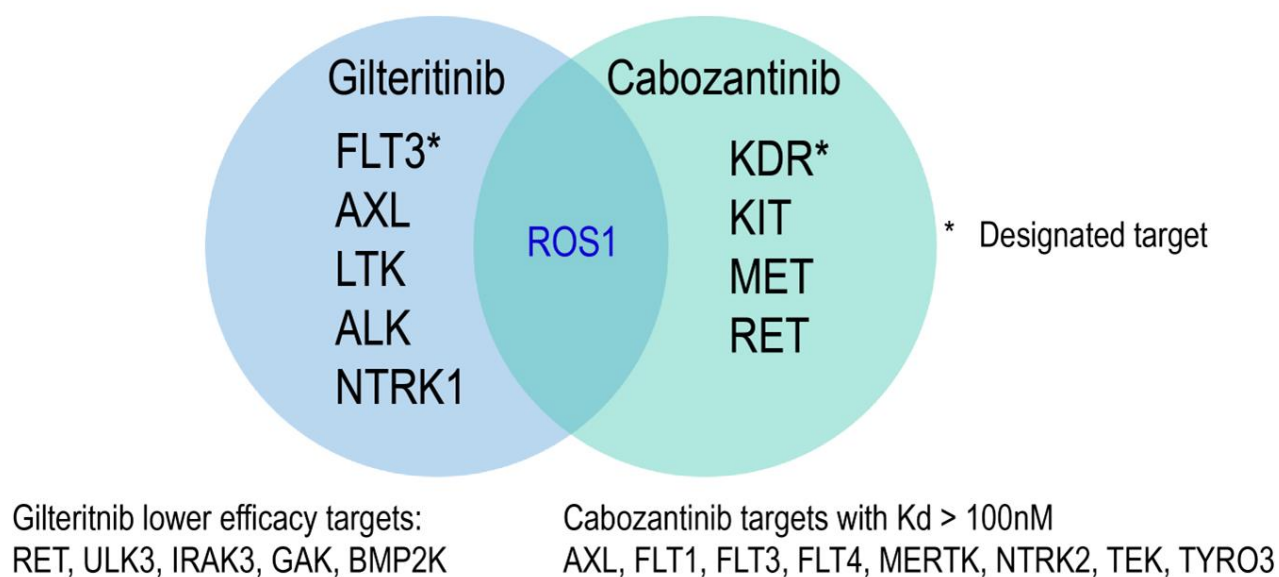 Gilteritinib
FLT3*
AXL
LTK
ALK
NTRK1
ROS1
Cabozantinib
KDR*
KIT
MET
RET
* Designated target
Gilteritnib lower efficacy targets:
RET, ULK3, IRAK3, GAK, BMP2K
Cabozantinib targets with Kd > 100nM
AXL, FLT1, FLT3, FLT4, MERTK, NTRK2, TEK, TYRO3